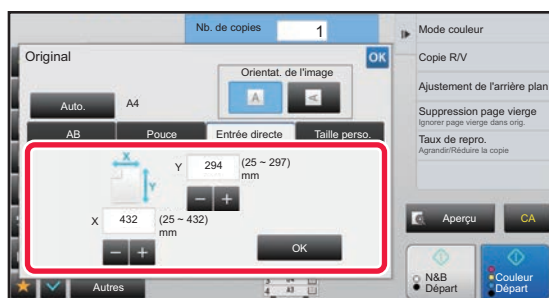 Nb. de copies 1
Original
OK
Orientat. de l'image
A
A
Auto. A4
AB Pouce Entrée directe Taille perso.
X
Y
Y 294 (25 ~ 297)
mm
X 432 (25 ~ 432)
mm
OK
Autres
Mode couleur
Copie R/V
Ajustement de l'arrière plan
Suppression page vierge
Ignorer page vierge dans orig.
Taux de repro.
Agrandir/Réduire la copie
Aperçu CA
N&B
Départ
Couleur
Départ